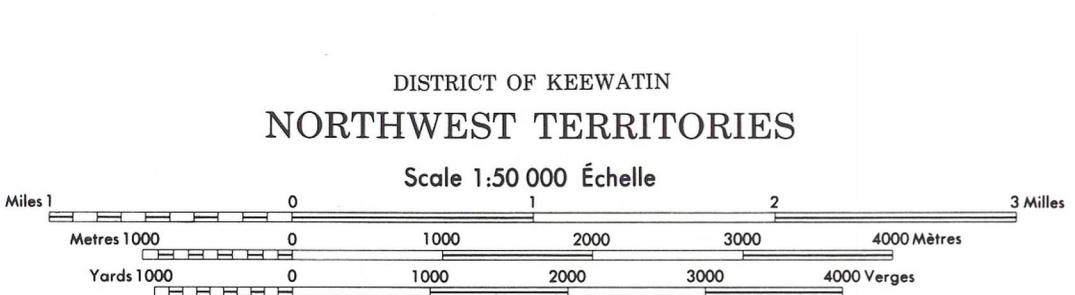 DISTRICT OF KEEWATIN
NORTHWEST TERRITORIES
Scale 1:50 000 Échelle
Miles 1 0 1 2 3 Milles
Metres 1000 0 1000 2000 3000 4000 Mètres
Yards 1000 0 1000 2000 3000 4000 Verges